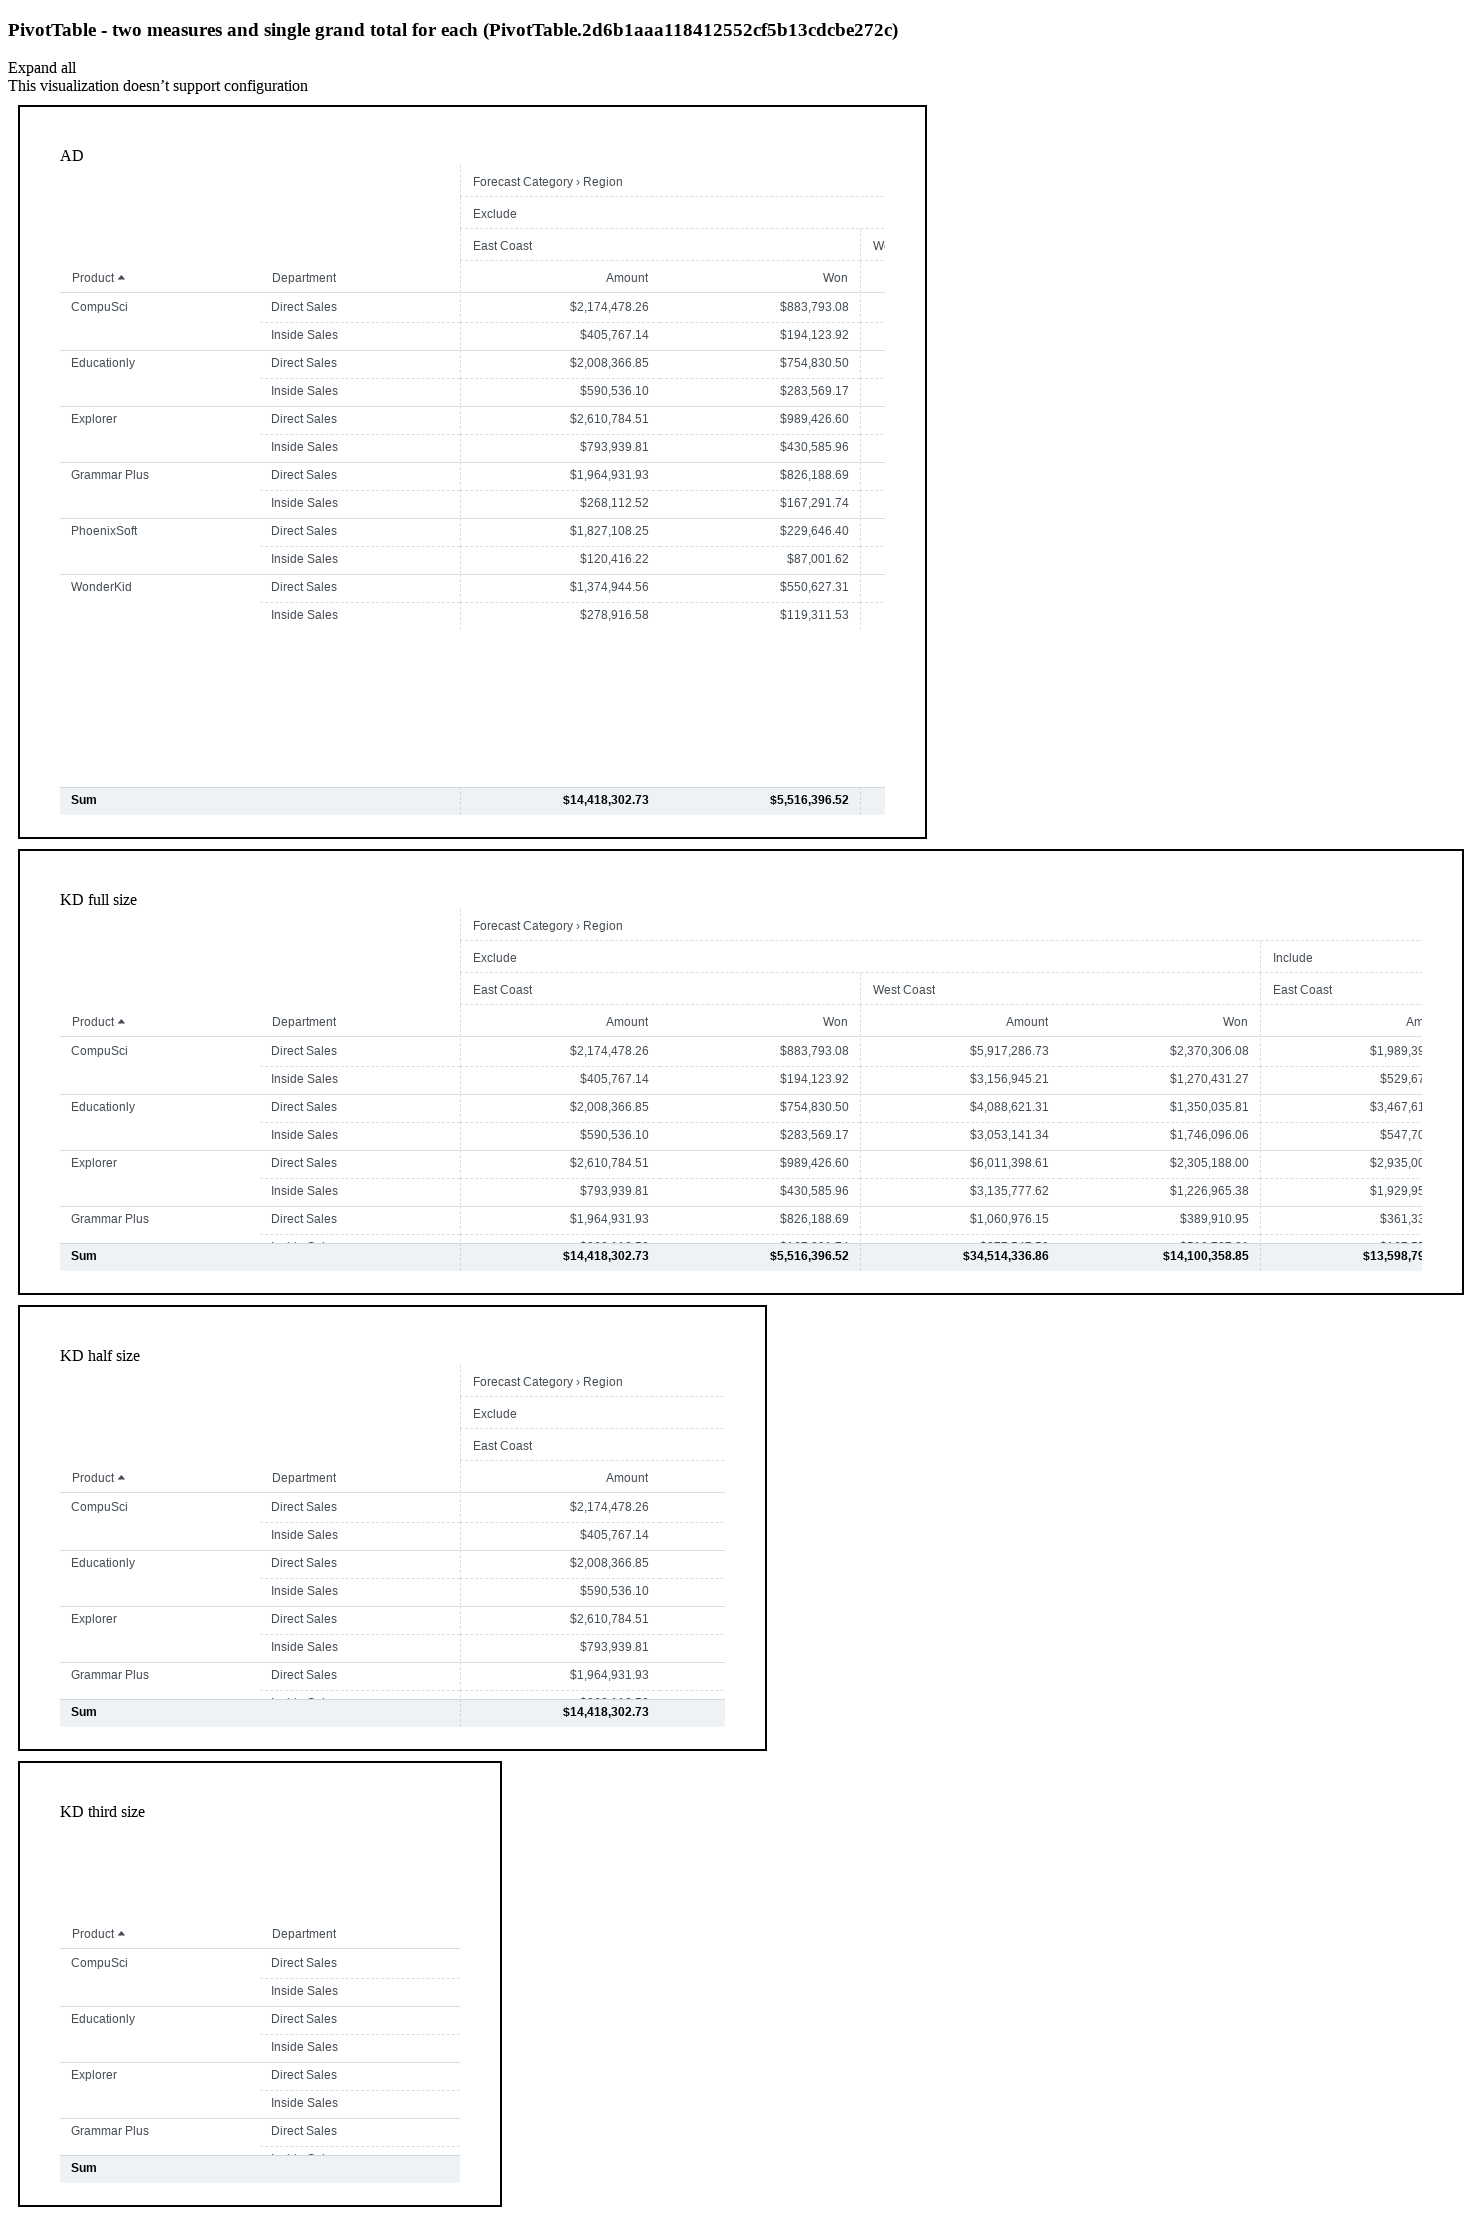 PivotTable - two measures and single grand total for each (PivotTable.2d6b1aaa118412552cf5b13cdcbe272c)
Expand all
This visualization doesn’t support configuration
AD
Forecast Category › Region
Exclude
East Coast
Product Department Amount Won
CompuSci Direct Sales $2,174,478.26 $883,793.08
Inside Sales $405,767.14 $194,123.92
Educationly Direct Sales $2,008,366.85 $754,830.50
Inside Sales $590,536.10 $283,569.17
Explorer Direct Sales $2,610,784.51 $989,426.60
Inside Sales $793,939.81 $430,585.96
Grammar Plus Direct Sales $1,964,931.93 $826,188.69
Inside Sales $268,112.52 $167,291.74
PhoenixSoft Direct Sales $1,827,108.25 $229,646.40
Inside Sales $120,416.22 $87,001.62
WonderKid Direct Sales $1,374,944.56 $550,627.31
Inside Sales $278,916.58 $119,311.53
Sum $14,418,302.73 $5,516,396.52
KD full size
Forecast Category › Region
Exclude Include
East Coast West Coast East Coast
Product Department Amount Won Amount Won Am
CompuSci Direct Sales $2,174,478.26 $883,793.08 $5,917,286.73 $2,370,306.08 $1,989,39
Inside Sales $405,767.14 $194,123.92 $3,156,945.21 $1,270,431.27 $529,67
Educationly Direct Sales $2,008,366.85 $754,830.50 $4,088,621.31 $1,350,035.81 $3,467,61
Inside Sales $590,536.10 $283,569.17 $3,053,141.34 $1,746,096.06 $547,70
Explorer Direct Sales $2,610,784.51 $989,426.60 $6,011,398.61 $2,305,188.00 $2,935,00
Inside Sales $793,939.81 $430,585.96 $3,135,777.62 $1,226,965.38 $1,929,95
Grammar Plus Direct Sales $1,964,931.93 $826,188.69 $1,060,976.15 $389,910.95 $361,33
Sum $14,418,302.73 $5,516,396.52 $34,514,336.86 $14,100,358.85 $13,598,79
KD half size
Forecast Category › Region
Exclude
East Coast
Product Department Amount
CompuSci Direct Sales $2,174,478.26
Inside Sales $405,767.14
Educationly Direct Sales $2,008,366.85
Inside Sales $590,536.10
Explorer Direct Sales $2,610,784.51
Inside Sales $793,939.81
Grammar Plus Direct Sales $1,964,931.93
Sum $14,418,302.73
KD third size
Product Department
CompuSci Direct Sales
Inside Sales
Educationly Direct Sales
Inside Sales
Explorer Direct Sales
Inside Sales
Grammar Plus Direct Sales
Sum